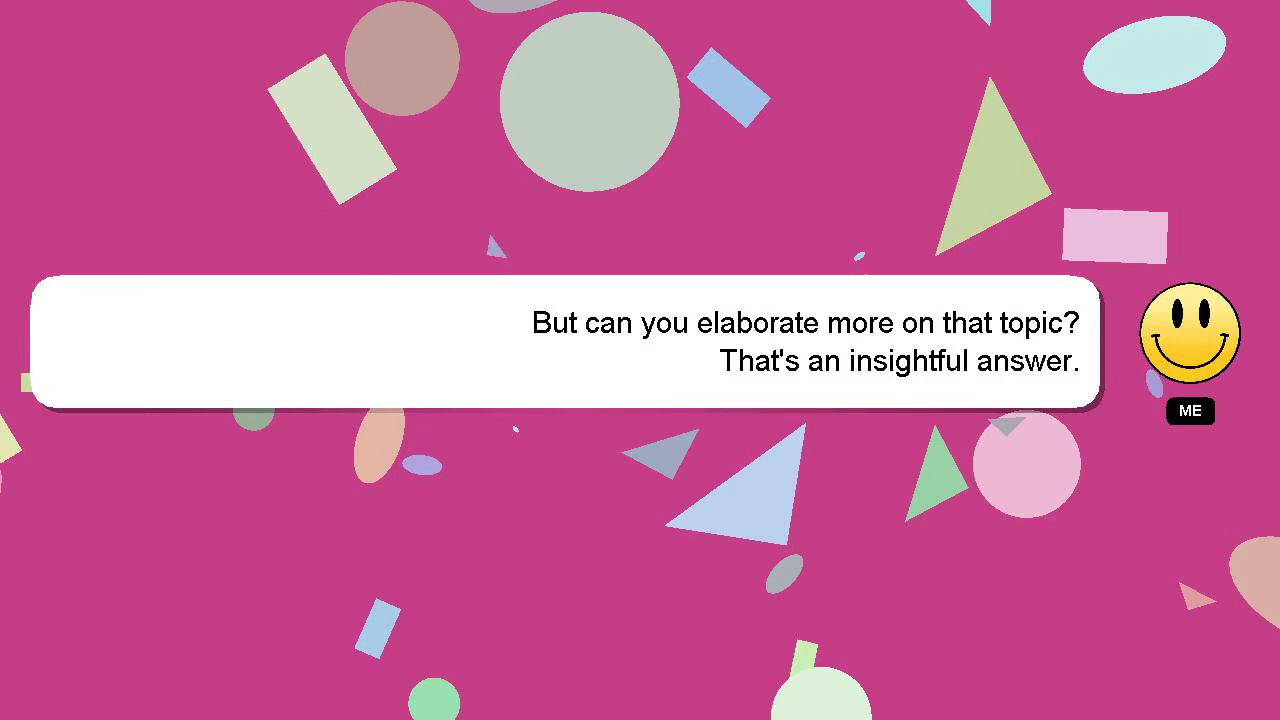 But can you elaborate more on that topic?
That's an insightful answer.
ME